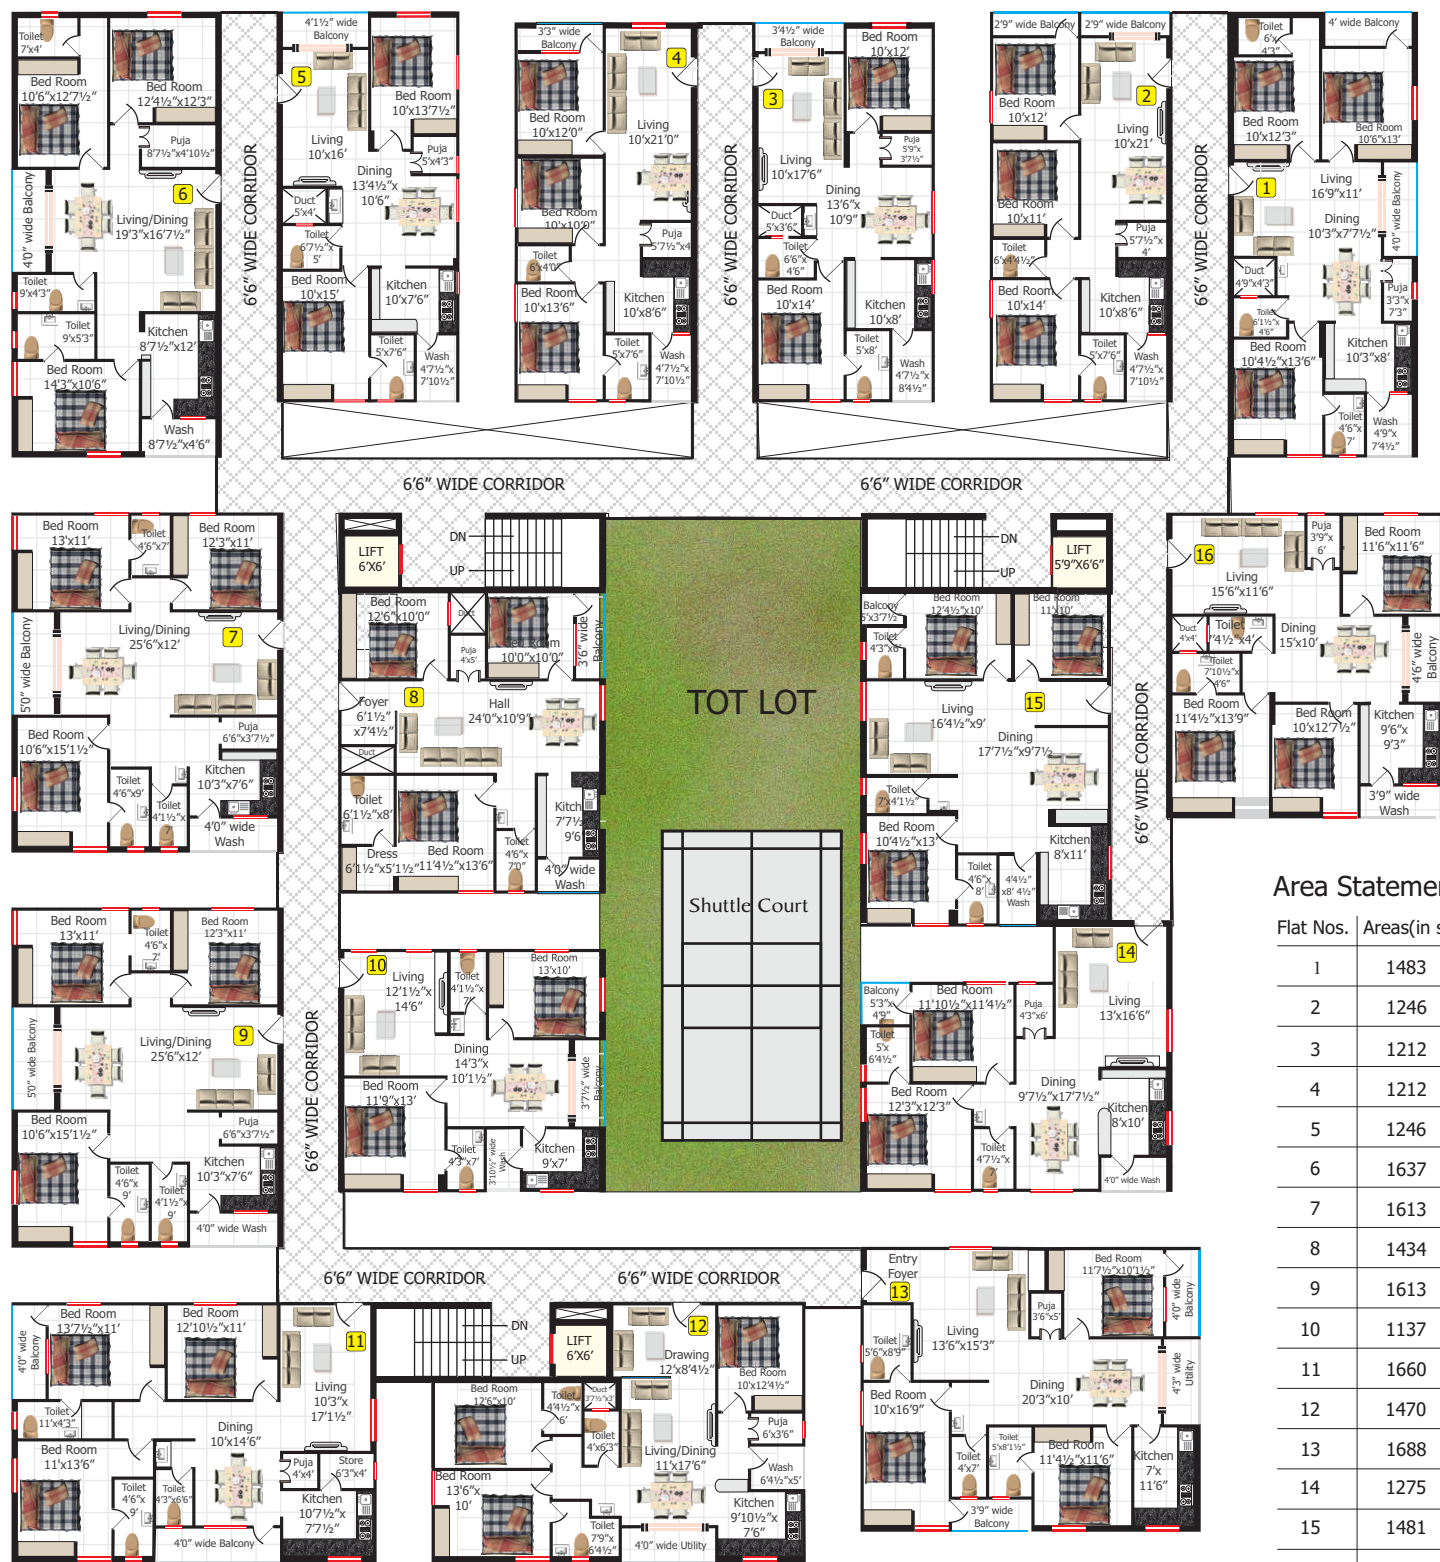 Toilet
7'x4'
Bed Room
10'6"x12'7½"
Bed Room
12'4½"x12'3"
Puja
8'7½"x4'10½"
6
4'0" wide Balcony
Living/Dining
19'3"x16'7½"
Toilet
9'x4'3"
Toilet
9'x5'3"
Kitchen
8'7½"x12'
14'3"x10'6"
Wash
8'7½"x4'6"
6'6" WIDE CORRIDOR
4'1½" wide
Balcony
5
Bed Room
10'x13'7½"
Living
10'x16'
Puja
5'x4'3"
Dining
13'4½"x
10'6"
Duct
5'x4'
Toilet
6'7½"x
5'
Bed Room
10'x15'
Kitchen
10'x7'6"
Toilet
5'x7'6"
Wash
4'7½"x
7'10½"
3'3" wide
Balcony
4
Bed Room
10'x12'0"
Living
10'x21'0"
Bed Room
10'x10'0"
Puja
5'7½"x4
Toilet
6'x4'0"
Bed Room
10'x13'6"
Kitchen
10'x8'6"
Toilet
5'x7'6"
Wash
4'7½"x
7'10½"
6'6" WIDE CORRIDOR
3'4½" wide
Balcony
3
Bed Room
10'x12'
Puja
5'9"x
3'7½"
Living
10'x17'6"
Dining
13'6"x
10'9"
Duct
5'x3'6"
Toilet
6'6"x
4'6"
Bed Room
10'x14'
Kitchen
10'x8'
Toilet
5'x8'
Wash
4'7½"x
8'4½"
2'9" wide Balcony
2'9" wide Balcony
2
Bed Room
10'x12'
Living
10'x21'
Bed Room
10'x11'
Puja
5'7½"x
4'
Toilet
6'x4'4½"
Bed Room
10'x14'
Kitchen
10'x8'6"
Toilet
5'x7'6"
Wash
4'7½"x
7'10½"
6'6" WIDE CORRIDOR
Toilet
6'x
4'3"
4' wide Balcony
Bed Room
10'x12'3"
Bed Room
10'6"x13'
1
Living
16'9"x11'
Dining
10'3"x7'7½"
4'0" wide Balcony
Duct
4'9"x4'3"
Puja
3'3"x
7'3"
Toilet
6'1½"x
4'6"
Bed Room
10'4½"x13'6"
Kitchen
10'3"x8'
Toilet
4'6"x
7'
Wash
4'9"x
7'4½"
6'6" WIDE CORRIDOR
6'6" WIDE CORRIDOR
Bed Room
13'x11'
Toilet
4'6"x7'
Bed Room
12'3"x11'
7
5'0" wide Balcony
Living/Dining
25'6"x12'
Bed Room
10'6"x15'1½"
Puja
6'6"x3'7½"
Toilet
4'6"x9'
Toilet
4'1½"x
Kitchen
10'3"x7'6"
4'0" wide
Wash
6'6" WIDE CORRIDOR
LIFT
6'X6'
DN
UP
Bed Room
12'6"x10'0"
Duct
Bed Room
10'0"x10'0"
3'6" wide
Balcony
Puja
4'x5'
8
Foyer
6'1½"
x7'4½"
Hall
24'0"x10'9"
Duct
Toilet
6'1½"x8'
Kitch
7'7½
9'6
Bed Room
11'4½"x13'6"
Toilet
4'6"x
7'0"
Dress
6'1½"x5'1½"
4'0" wide
Wash
TOT LOT
Shuttle Court
DN
UP
LIFT
5'9"X6'6"
Balcony
5'x3'7½"
Bed Room
12'4½"x10'
Bed Room
11'x10'
Toilet
4'3"x6'
15
Living
16'4½"x9'
Dining
17'7½"x9'7½
Toilet
7'x4'1½"
Bed Room
10'4½"x13'
Kitchen
8'x11'
Toilet
4'6"x
8'
4'4½"
x8' 4½"
Wash
6'6" WIDE CORRIDOR
16
Puja
3'9"x
6'
Bed Room
11'6"x11'6"
Living
15'6"x11'6"
Duct
4'x4'
Toilet
7'4½"x4'
Dining
15'x10'
4'6" wide
Balcony
Toilet
7'10½"x
4'6"
Bed Room
11'4½"x13'9"
Bed Room
10'x12'7½"
Kitchen
9'6"x
9'3"
3'9" wide
Wash
Area Stateme
Flat Nos. Areas(in s
1 1483
2 1246
3 1212
4 1212
5 1246
6 1637
7 1613
8 1434
9 1613
10 1137
11 1660
12 1470
13 1688
14 1275
15 1481
Bed Room
13'x11'
Toilet
4'6"x
7'
Bed Room
12'3"x11'
9
5'0" wide Balcony
Living/Dining
25'6"x12'
Bed Room
10'6"x15'1½"
Puja
6'6"x3'7½"
Toilet
4'6"x
9'
Toilet
4'1½"x
9'
Kitchen
10'3"x7'6"
4'0" wide Wash
6'6" WIDE CORRIDOR
10
Living
12'1½"x
14'6"
Toilet
4'1½"x
7'
Bed Room
13'x10'
Dining
14'3"x
10'1½"
3'7½" wide
Balcony
Bed Room
11'9"x13'
Toilet
4'3"x7'
3'10½" wide
Wash
Kitchen
9'x7'
14
Living
13'x16'6"
Balcony
5'3"x
4'9"
Bed Room
11'10½"x11'4½"
Puja
4'3"x6'
Toilet
5'x
6'4½"
Bed Room
12'3"x12'3"
Dining
9'7½"x17'7½"
Kitchen
8'x10'
Toilet
4'7½"x
7'
4'0" wide Wash
6'6" WIDE CORRIDOR
6'6" WIDE CORRIDOR
4'0" wide
Balcony
Bed Room
13'7½"x11'
Bed Room
12'10½"x11'
11
Living
10'3"x
17'1½"
Toilet
11'x4'3"
Dining
10'x14'6"
Bed Room
11'x13'6"
Puja
4'x4'
Store
6'3"x4'
Toilet
4'6"x
9'
Toilet
4'3"x6'6"
Kitchen
10'7½"x
7'7½"
4'0" wide Balcony
DN
UP
LIFT
6'X6'
12
Drawing
12'x8'4½"
Bed Room
10'x12'4½"
Bed Room
12'6"x10'
Toilet
4'4½"x
6'
Duct
3'7½"x3'
Toilet
4'x6'3"
Puja
6'x3'6"
Living/Dining
11'x17'6"
Wash
6'4½"x5'
Bed Room
13'6"x
10'
Toilet
7'9"x
6'4½"
Kitchen
9'10½"x
7'6"
4'0" wide Utility
Entry
Foyer
13
Bed Room
11'7½"x10'1½"
4'0" wide
Balcony
Puja
3'6"x5'
Living
13'6"x15'3"
Toilet
5'6"x8'9"
Dining
20'3"x10'
4'3" wide
Utility
Bed Room
10'x16'9"
Toilet
4'x7'
Toilet
5'x8'1½"
Bed Room
11'4½"x11'6"
Kitchen
7'x
11'6"
3'9" wide
Balcony